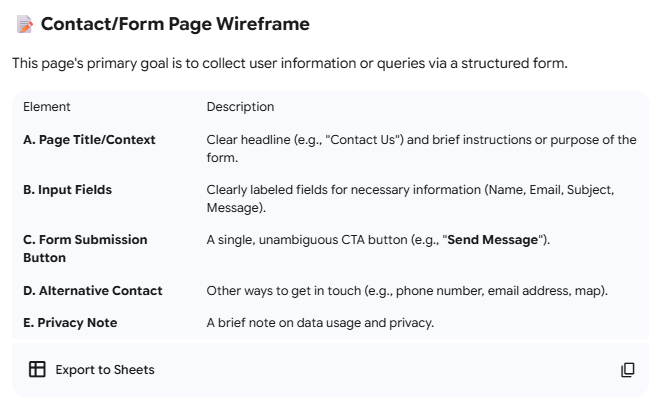 Contact/Form Page Wireframe
This page's primary goal is to collect user information or queries via a structured form.
Element Description
A. Page Title/Context Clear headline (e.g., "Contact Us") and brief instructions or purpose of the
form.
B. Input Fields Clearly labeled fields for necessary information (Name, Email, Subject,
Message).
C. Form Submission A single, unambiguous CTA button (e.g., "Send Message").
Button
D. Alternative Contact Other ways to get in touch (e.g., phone number, email address, map).
E. Privacy Note A brief note on data usage and privacy.
Export to Sheets